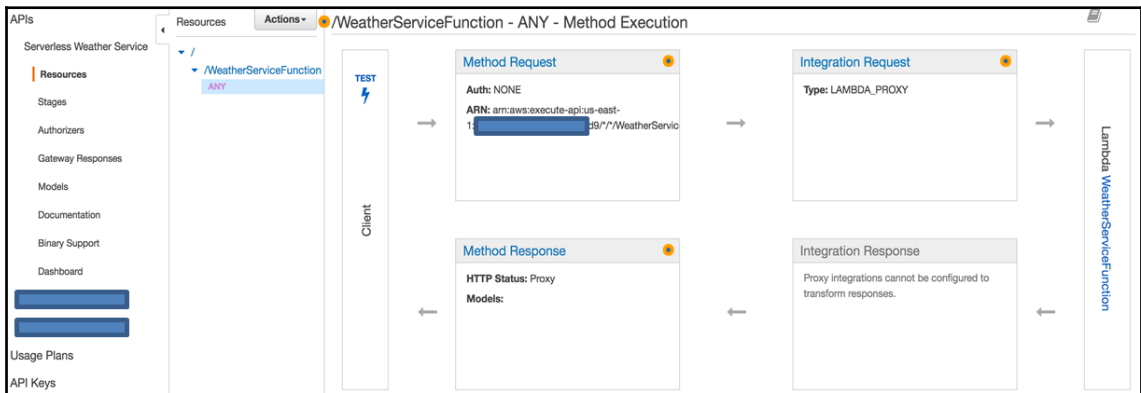 APIs
Serverless Weather Service
Resources
Stages
Authorizers
Gateway Responses
Models
Documentation
Binary Support
Dashboard
Usage Plans
API Keys
Resources
Actions
/
/WeatherServiceFunction
ANY
/WeatherServiceFunction - ANY - Method Execution
TEST
Client
Method Request
Auth: NONE
ARN: arn:aws:execute-api:us-east-
1: d9/*/*/WeatherServic
Integration Request
Type: LAMBDA_PROXY
Method Response
HTTP Status: Proxy
Models:
Integration Response
Proxy integrations cannot be configured to
transform responses.
Lambda WeatherServiceFunction